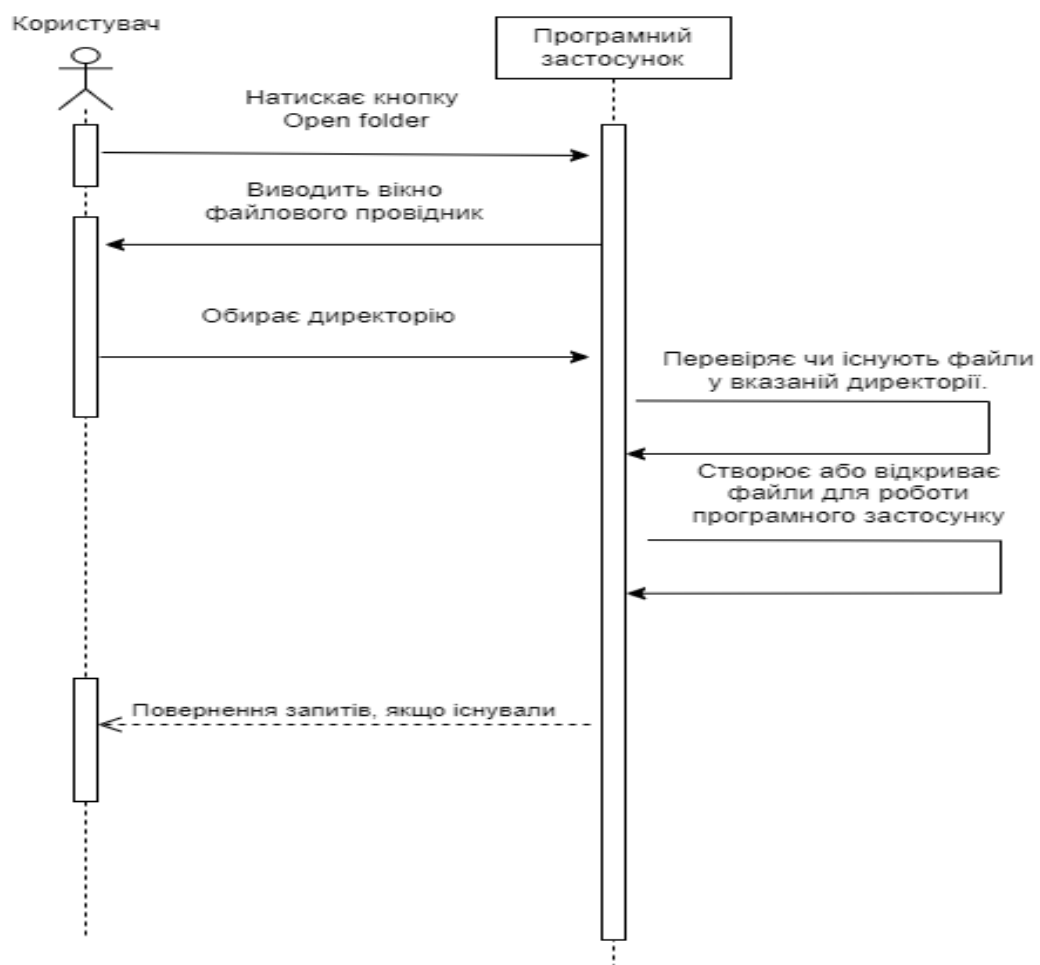 Користувач
Програмний
застосунок
Натискає кнопку
Open folder
Виводить вікно
файлового провідник
Обирає директорію
Перевіряє чи існують файли
у вказаній директорії.
Створює або відкриває
файли для роботи
програмного застосунку
Повернення запитів, якщо існували